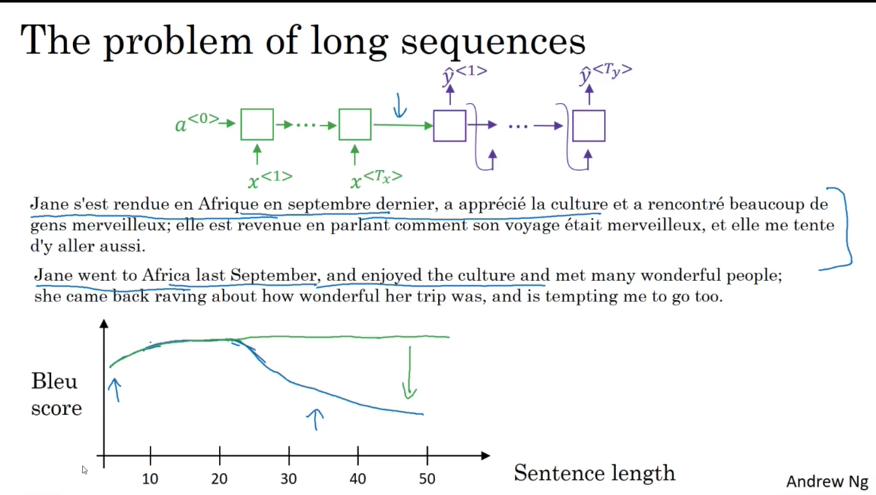 The problem of long sequences
ŷ<1> ŷ<Ty>
a<0>
x<1> x<Tx>
Jane s'est rendue en Afrique en septembre dernier, a apprécié la culture et a rencontré beaucoup de
gens merveilleux; elle est revenue en parlant comment son voyage était merveilleux, et elle me tente
d'y aller aussi.
Jane went to Africa last September, and enjoyed the culture and met many wonderful people;
she came back raving about how wonderful her trip was, and is tempting me to go too.
Bleu
score
10 20 30 40 50
Sentence length
Andrew Ng